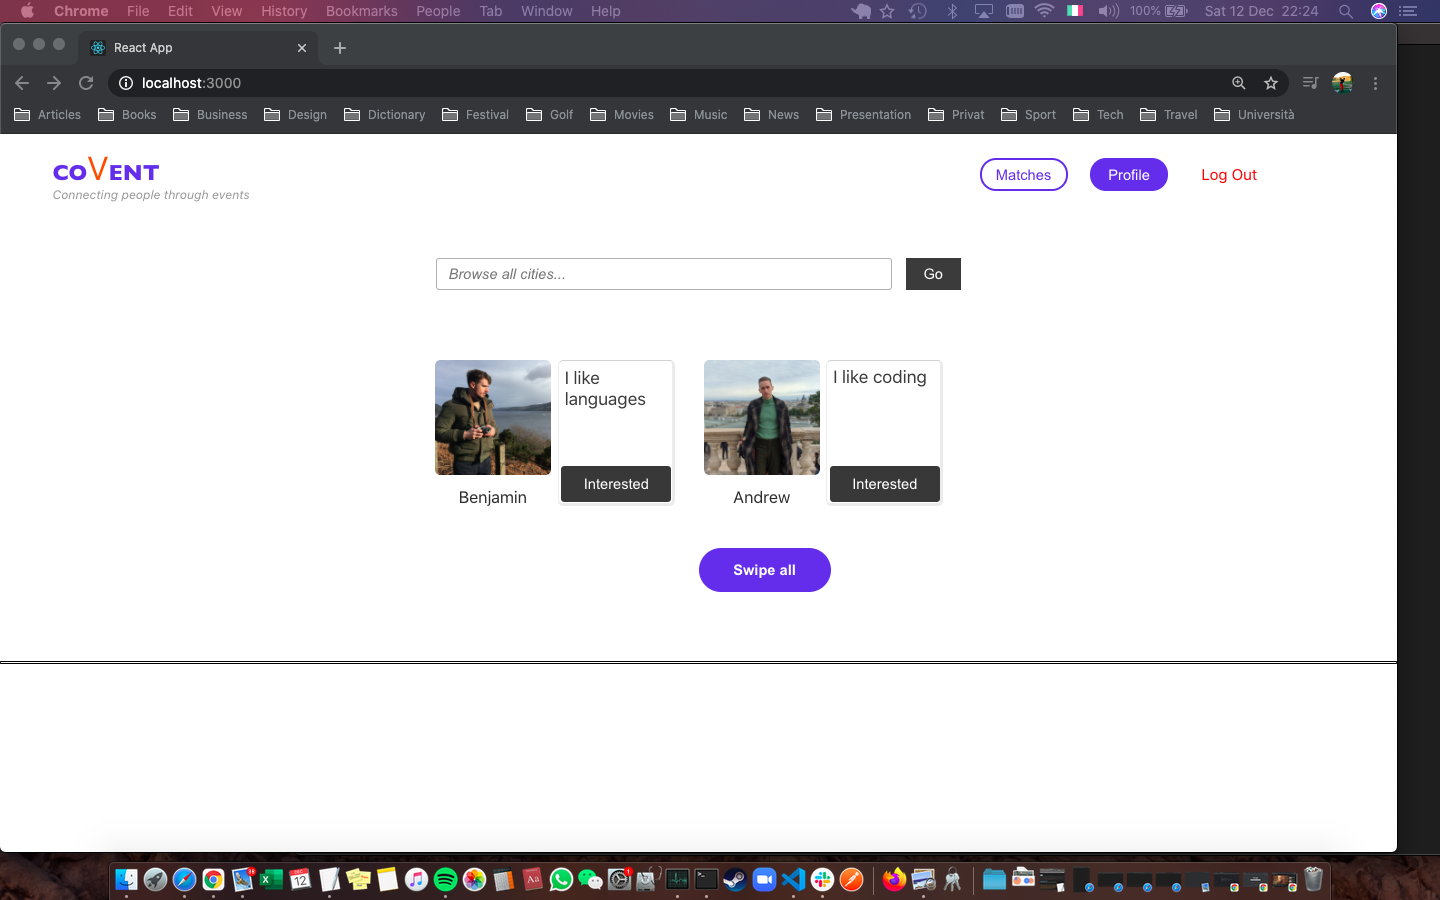 Chrome File Edit View History Bookmarks People Tab Window Help 100% Sat 12 Dec 22:24
React App
localhost:3000
Articles Books Business Design Dictionary Festival Golf Movies Music News Presentation Privat Sport Tech Travel Università
COVENT
Connecting people through events
Matches Profile Log Out
Browse all cities... Go
I like
languages
I like coding
Interested Interested
Benjamin Andrew
Swipe all